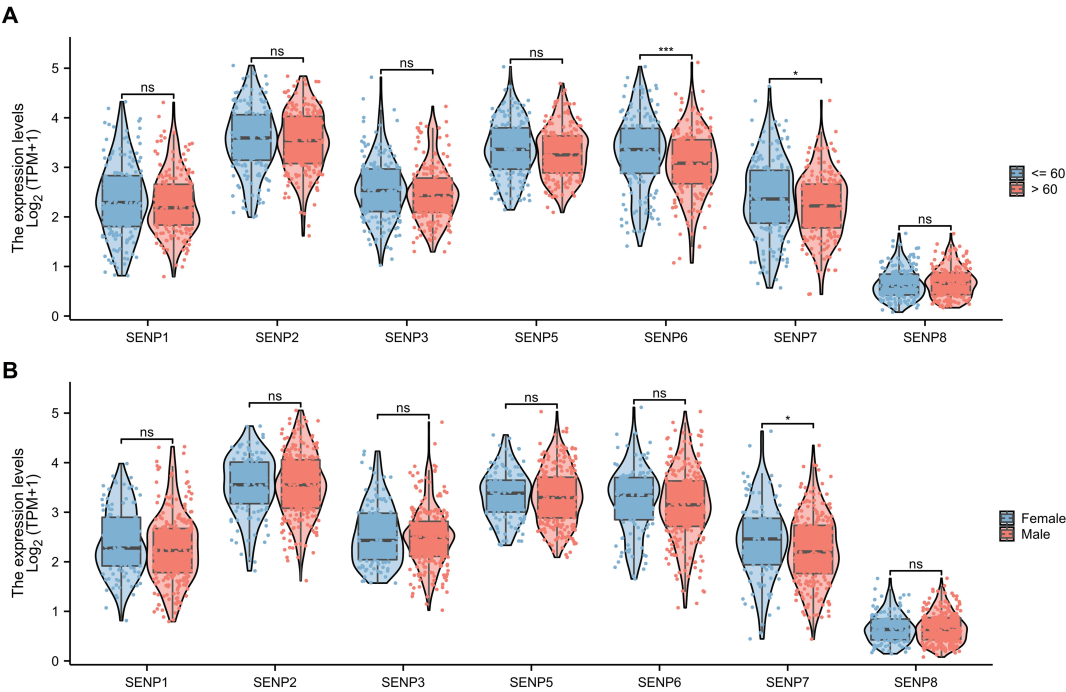 A
The expression levels
Log2 (TPM+1)
5
4
3
2
1
0
ns
ns
ns
ns
***
*
ns
SENP1
SENP2
SENP3
SENP5
SENP6
SENP7
SENP8
<= 60
> 60
B
The expression levels
Log2 (TPM+1)
5
4
3
2
1
0
ns
ns
ns
ns
ns
*
ns
SENP1
SENP2
SENP3
SENP5
SENP6
SENP7
SENP8
Female
Male